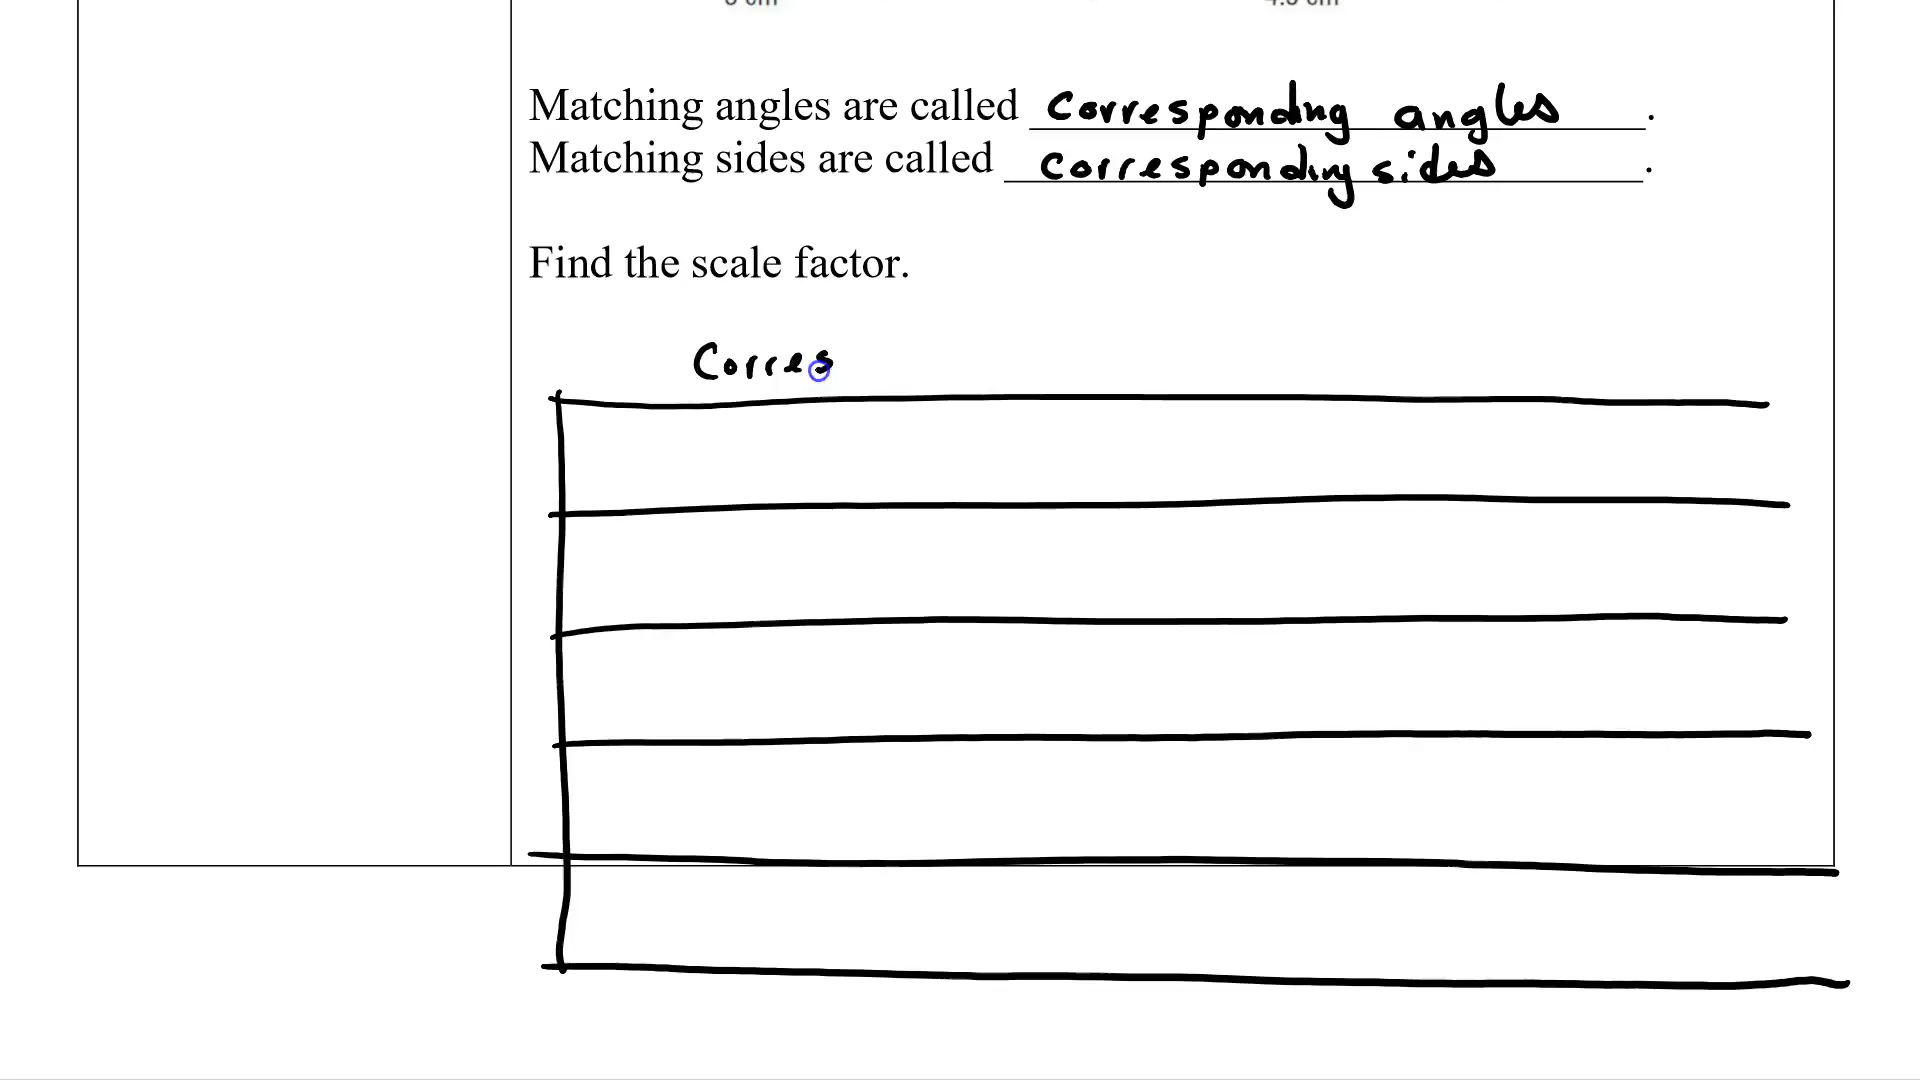 Matching angles are called corresponding angles.
Matching sides are called corresponding sides.
Find the scale factor.
Corres